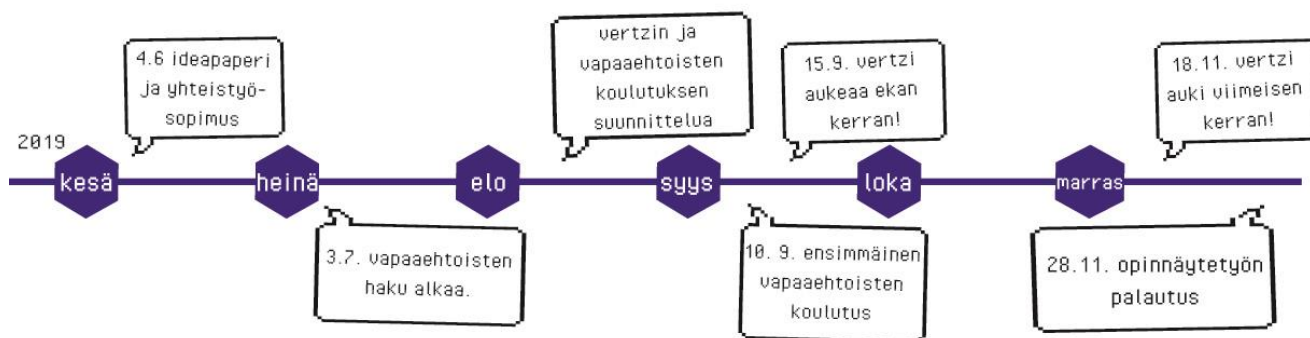 2019
4.6 ideapaperi
ja yhteistyö-
sopimus
vertzin ja
vapaaehtoisten
koulutuksen
suunnittelua
15.9. vertzi
aukeaa ekan
kerran!
18.11. vertzi
auki viimeisen
kerran!
kesä
heinä
elo
syys
loka
marras
3.7. vapaaehtoisten
haku alkaa.
10. 9. ensimmäinen
vapaaehtoisten
koulutus
28.11. opinnäytetyön
palautus